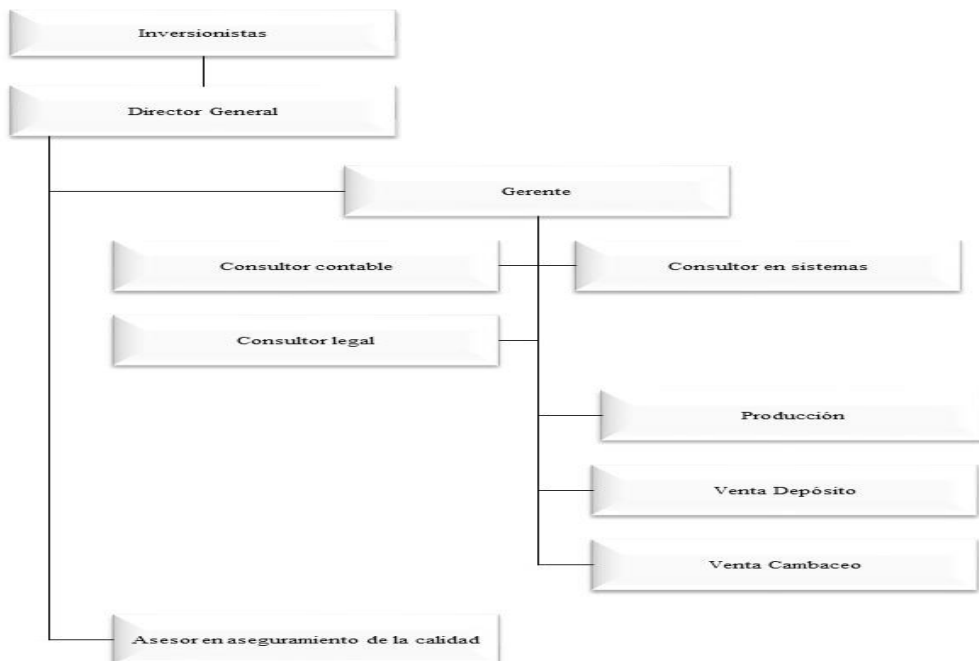 Inversionistas
Director General
Gerente
Consultor contable
Consultor en sistemas
Consultor legal
Producción
Venta Depósito
Venta Cambaceo
Asesor en aseguramiento de la calidad